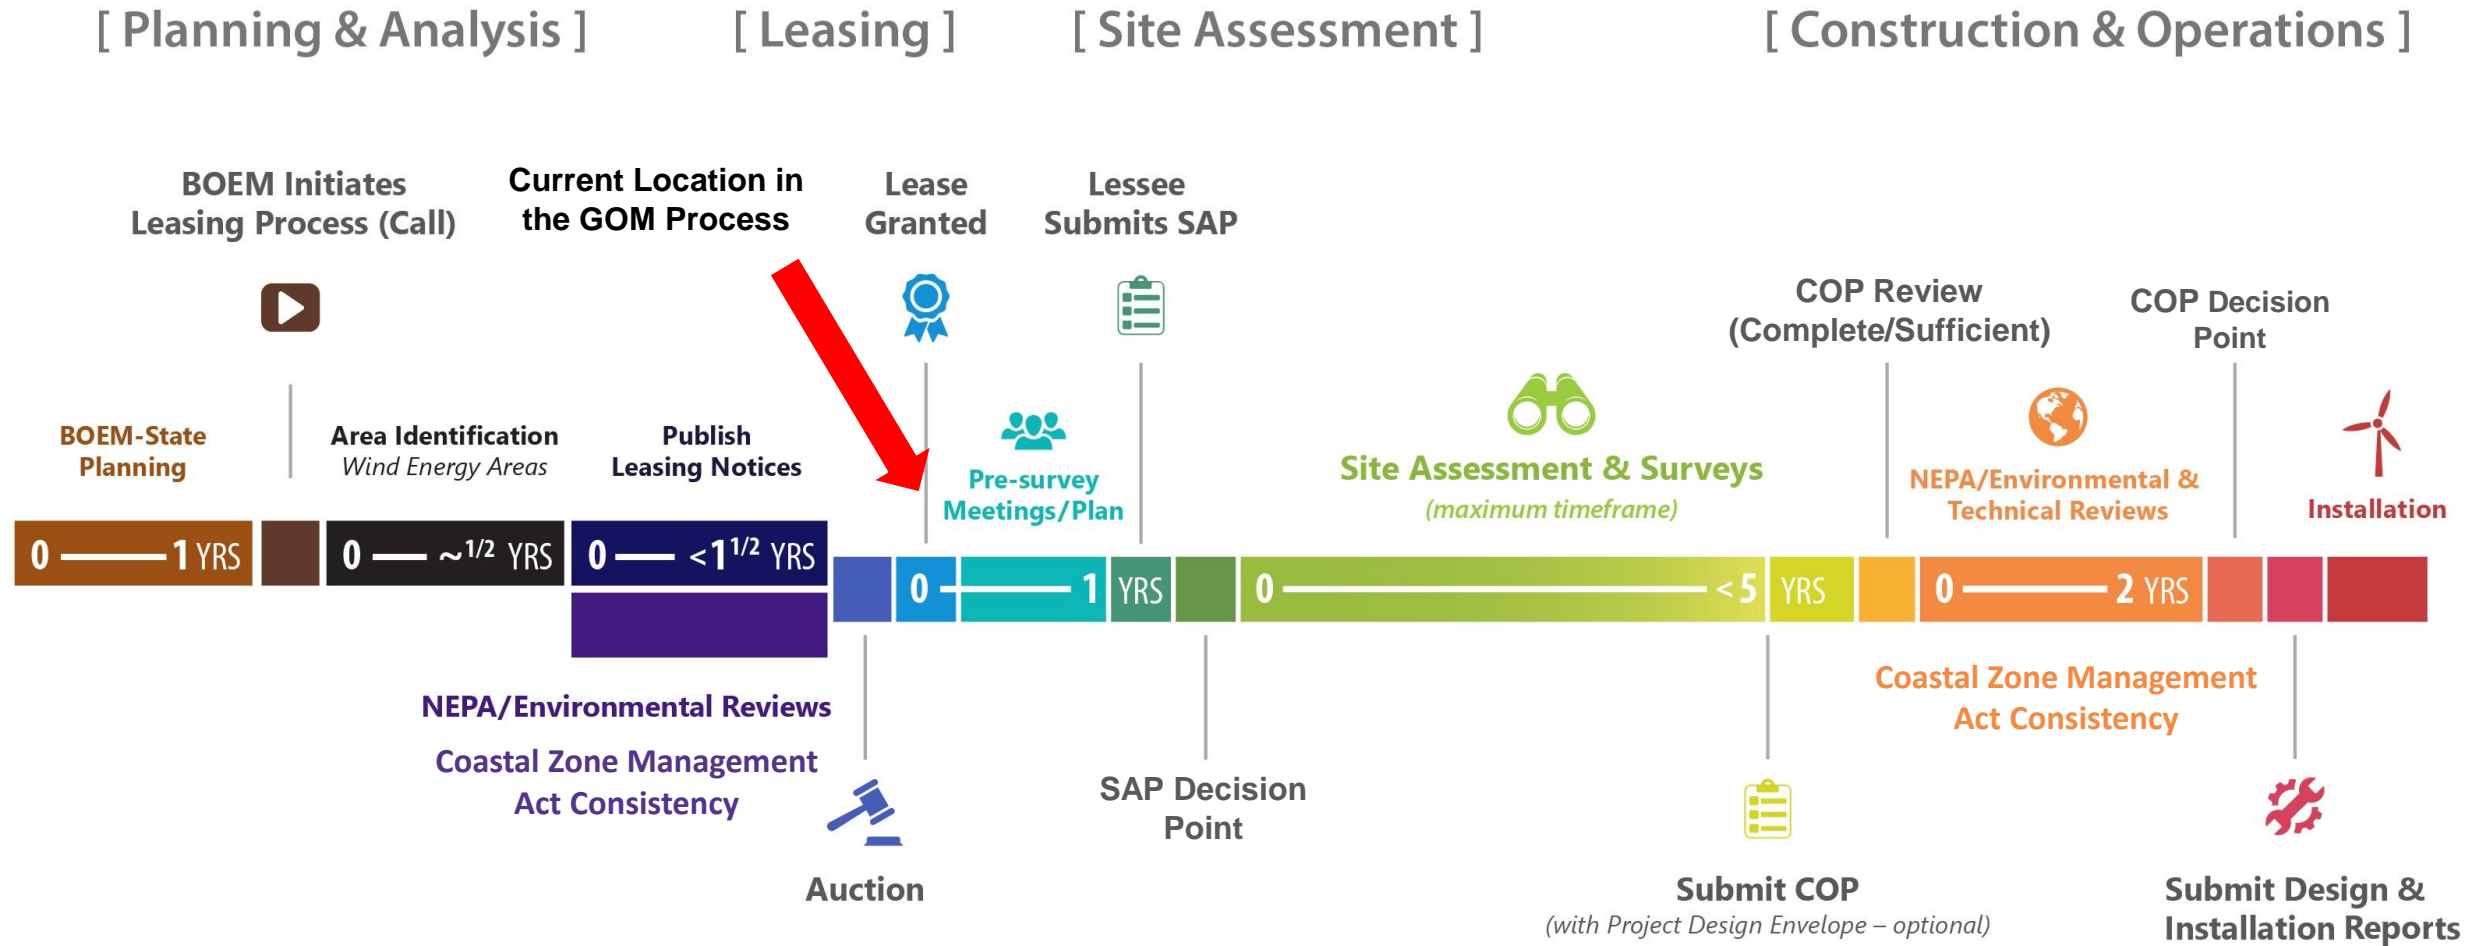 [ Planning & Analysis ]
[ Leasing ]
[ Site Assessment ]
[ Construction & Operations ]
BOEM Initiates
Leasing Process (Call)
Current Location in
the GOM Process
Lease
Granted
Lessee
Submits SAP
COP Review
(Complete/Sufficient)
COP Decision
Point
BOEM-State
Planning
Area Identification
Wind Energy Areas
Publish
Leasing Notices
Pre-survey
Meetings/Plan
Site Assessment & Surveys
(maximum timeframe)
NEPA/Environmental &
Technical Reviews
Installation
0 — 1 YRS
0 — ~1/2 YRS
0 — <1 1/2 YRS
0 — 1 YRS
0 — < 5 YRS
0 — 2 YRS
NEPA/Environmental Reviews
Coastal Zone Management
Act Consistency
Auction
SAP Decision
Point
Submit COP
(with Project Design Envelope – optional)
Coastal Zone Management
Act Consistency
Submit Design &
Installation Reports